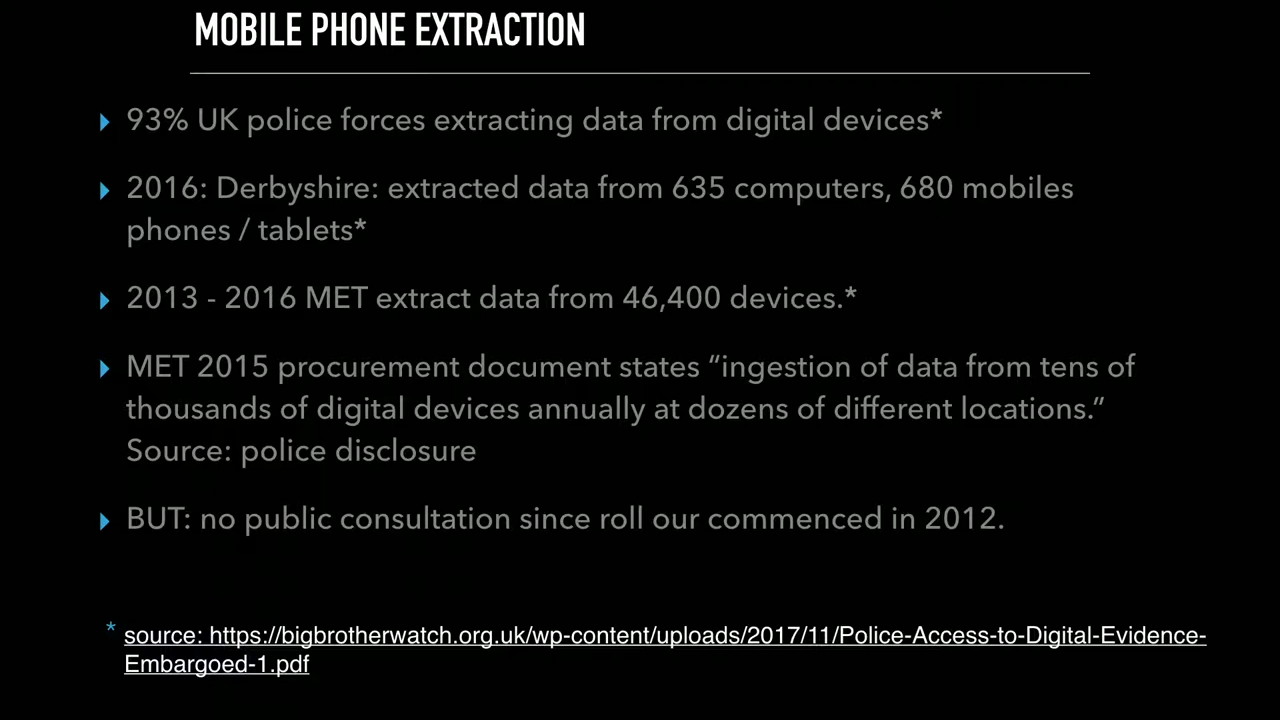 MOBILE PHONE EXTRACTION
93% UK police forces extracting data from digital devices*
2016: Derbyshire: extracted data from 635 computers, 680 mobiles
phones / tablets*
2013 - 2016 MET extract data from 46,400 devices.*
MET 2015 procurement document states “ingestion of data from tens of
thousands of digital devices annually at dozens of different locations.”
Source: police disclosure
BUT: no public consultation since roll our commenced in 2012.
* source: https://bigbrotherwatch.org.uk/wp-content/uploads/2017/11/Police-Access-to-Digital-Evidence-
Embargoed-1.pdf